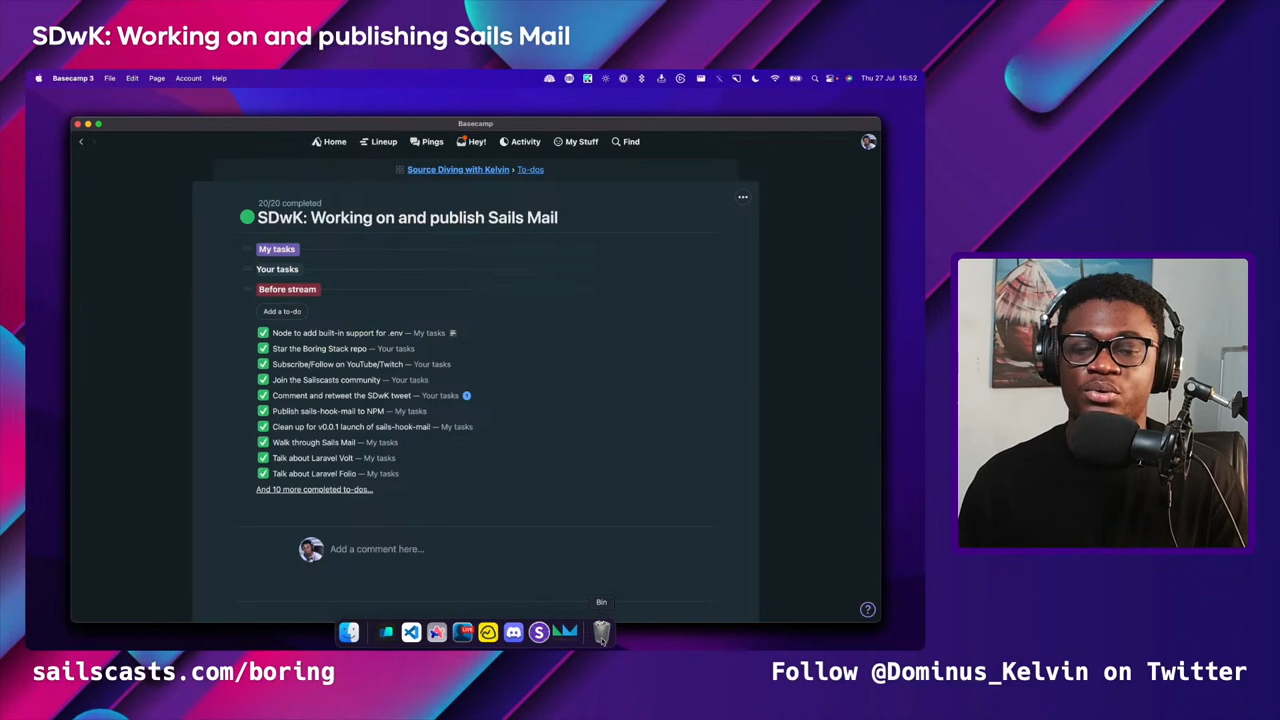 SDwK: Working on and publishing Sails Mail
Basecamp 3 File Edit Page Account Help
Thu 27 Jul 15:52
Basecamp
Home Lineup Pings Hey! Activity My Stuff Find
Source Diving with Kelvin › To-dos
20/20 completed
SDwK: Working on and publish Sails Mail
My tasks
Your tasks
Before stream
Add a to-do
Node to add built-in support for .env — My tasks
Star the Boring Stack repo — Your tasks
Subscribe/Follow on YouTube/Twitch — Your tasks
Join the Sailscasts community — Your tasks
Comment and retweet the SDwK tweet — Your tasks 1
Publish sails-hook-mail to NPM — My tasks
Clean up for v0.0.1 launch of sails-hook-mail — My tasks
Walk through Sails Mail — My tasks
Talk about Laravel Volt — My tasks
Talk about Laravel Folio — My tasks
And 10 more completed to-dos...
Add a comment here...
Bin
?
LIVE
S
sailscasts.com/boring
Follow @Dominus_Kelvin on Twitter